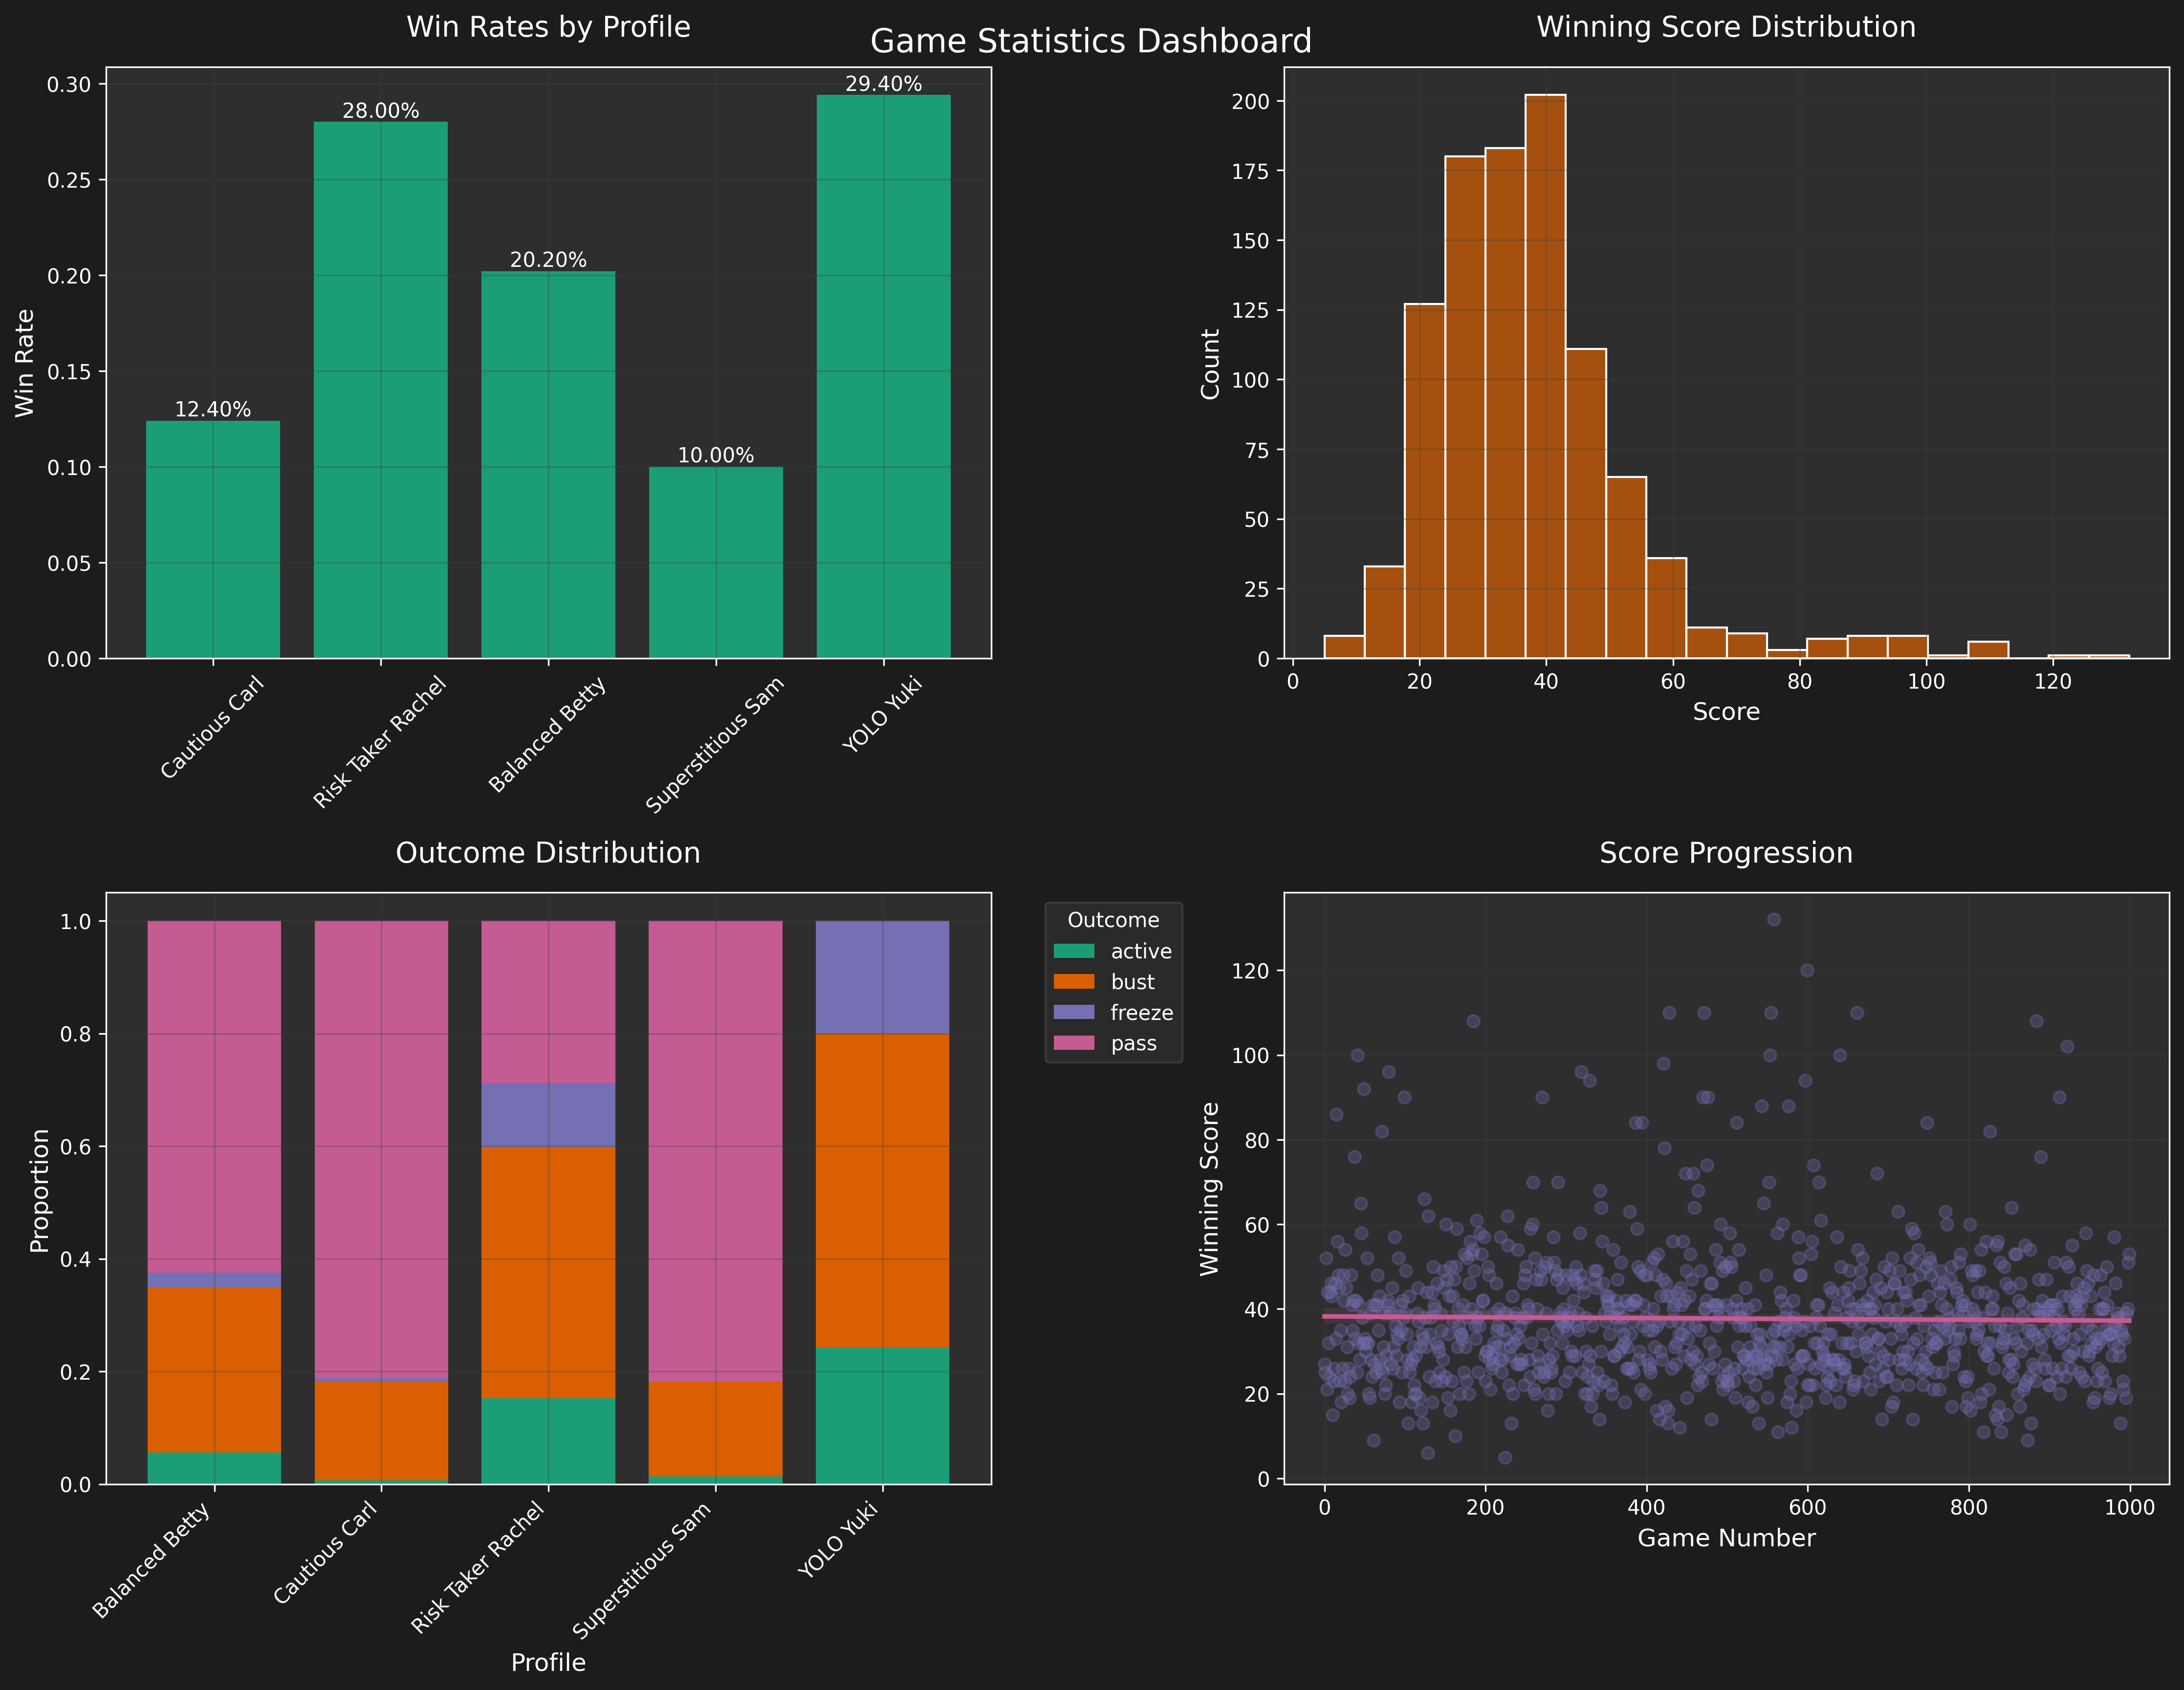 Game Statistics Dashboard
Win Rates by Profile
Win Rate
0.30
0.25
0.20
0.15
0.10
0.05
0.00
12.40%
28.00%
20.20%
10.00%
29.40%
Cautious Carl
Risk Taker Rachel
Balanced Betty
Superstitious Sam
YOLO Yuki
Winning Score Distribution
Count
200
175
150
125
100
75
50
25
0
0 20 40 60 80 100 120
Score
Outcome Distribution
Proportion
1.0
0.8
0.6
0.4
0.2
0.0
Balanced Betty
Cautious Carl
Risk Taker Rachel
Superstitious Sam
YOLO Yuki
Profile
Outcome
active
bust
freeze
pass
Score Progression
Winning Score
120
100
80
60
40
20
0
0 200 400 600 800 1000
Game Number